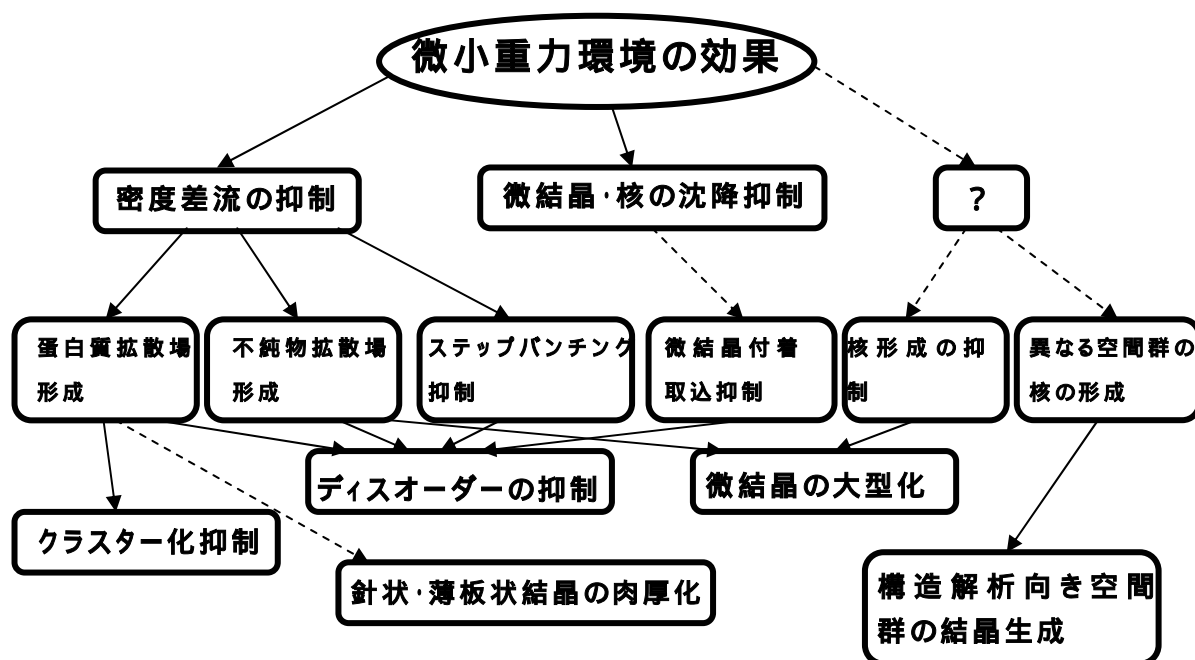 微小重力環境の効果
密度差流の抑制
微結晶・核の沈降抑制
?
蛋白質拡散場
形成
不純物拡散場
形成
ステップバンチング
抑制
微結晶付着
取込抑制
核形成の抑
制
異なる空間群の
核の形成
ディスオーダーの抑制
微結晶の大型化
クラスター化抑制
針状・薄板状結晶の肉厚化
構造解析向き空間
群の結晶生成